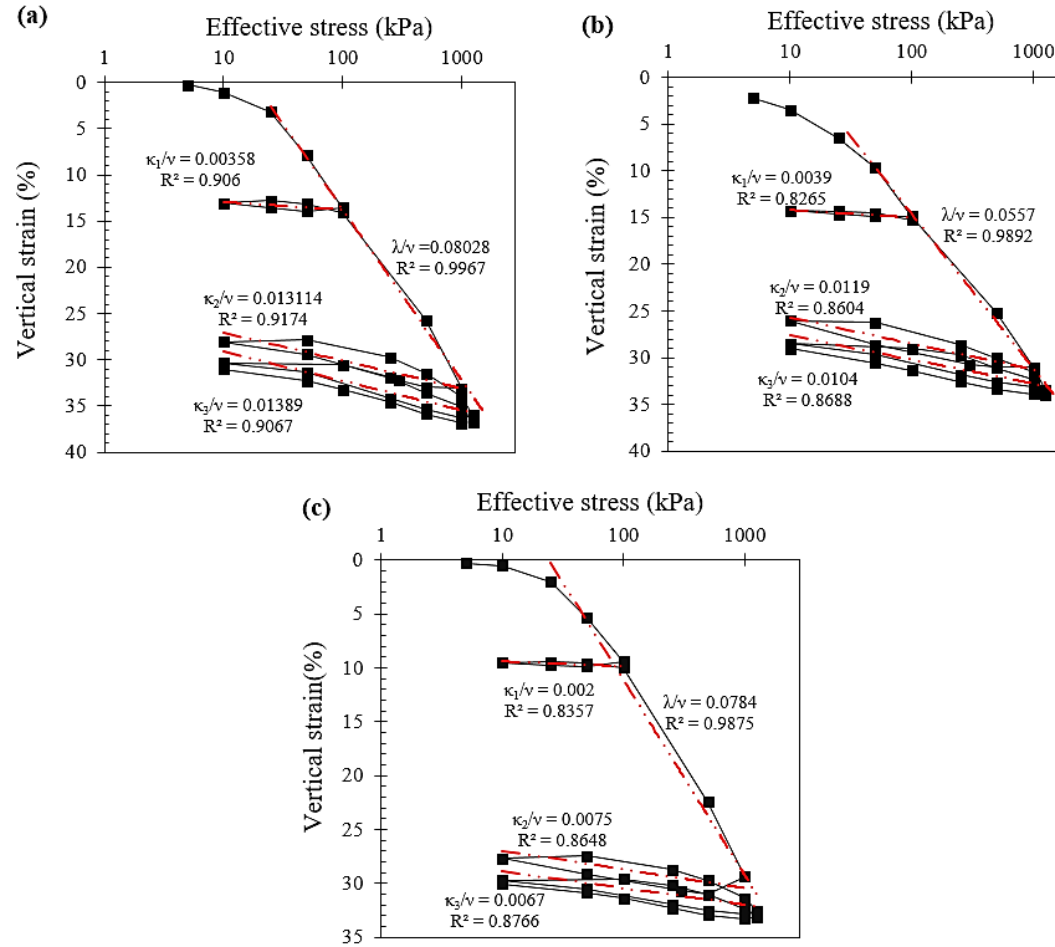 (a)
Effective stress (kPa)
1 10 100 1000
0
5
10
15
20
25
30
35
40
Vertical strain (%)
κ₁/ν = 0.00358
R² = 0.906
λ/ν=0.08028
R² = 0.9967
κ₂/ν = 0.013114
R² = 0.9174
κ₃/ν = 0.01389
R² = 0.9067
(b)
Effective stress (kPa)
1 10 100 1000
0
5
10
15
20
25
30
35
40
Vertical strain (%)
κ₁/ν = 0.0039
R² = 0.8265
λ/ν=0.0557
R² = 0.9892
κ₂/ν = 0.0119
R² = 0.8604
κ₃/ν = 0.0104
R² = 0.8688
(c)
Effective stress (kPa)
1 10 100 1000
0
5
10
15
20
25
30
35
Vertical strain(%)
κ₁/ν = 0.002
R² = 0.8357
λ/ν=0.0784
R² = 0.9875
κ₂/ν = 0.0075
R² = 0.8648
κ₃/ν = 0.0067
R² = 0.8766